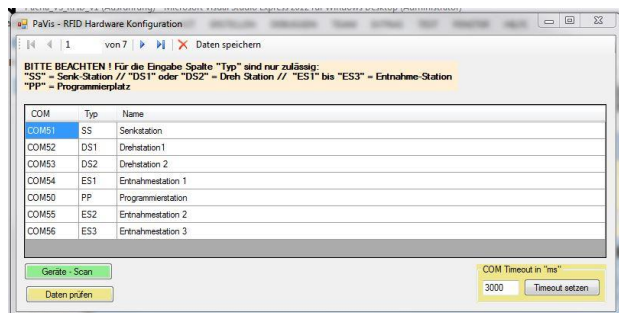 PaVis - RFID Hardware Konfiguration
1 von 7 Daten speichern
BITTE BEACHTEN ! Für die Eingabe Spalte "Typ" sind nur zulässig:
"SS" = Senk-Station // "DS1" oder "DS2" = Dreh Station // "ES1" bis "ES3" = Entnahme-Station
"PP" = Programmierplatz
COM Typ Name
COM51 SS Senkstation
COM52 DS1 Drehstation1
COM53 DS2 Drehstation 2
COM54 ES1 Entnahmestation 1
COM50 PP Programmierstation
COM55 ES2 Entnahmestation 2
COM56 ES3 Entnahmestation 3
Geräte - Scan
COM Timeout in "ms"
3000 Timeout setzen
Daten prüfen